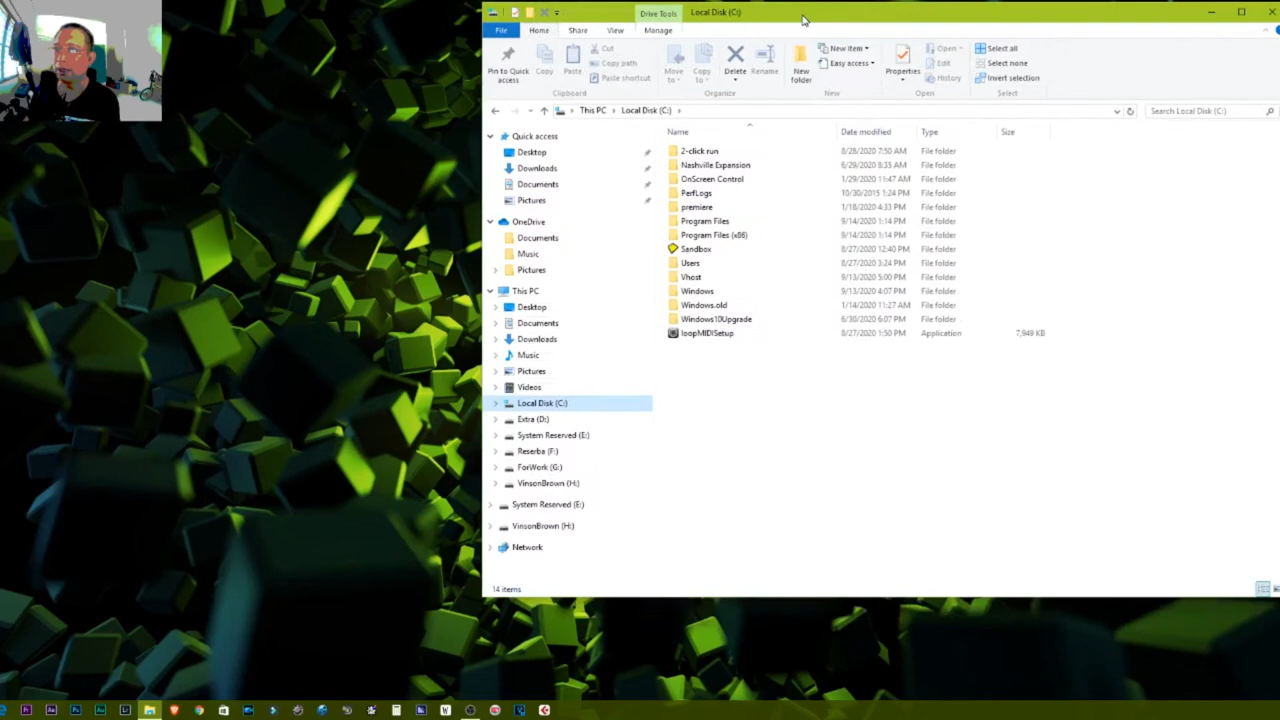 Drive Tools Local Disk (C:)
File Home Share View Manage
Pin to Quick access
Copy
Paste
Cut
Copy path
Paste shortcut
Clipboard
Move to
Copy to
Delete
Rename
Organize
New folder
New item
Easy access
New
Properties
Open
Edit
History
Open
Select all
Select none
Invert selection
Select
This PC > Local Disk (C:) >
Search Local Disk (C:)
Quick access
Desktop
Downloads
Documents
Pictures
OneDrive
Documents
Music
Pictures
This PC
Desktop
Documents
Downloads
Music
Pictures
Videos
Local Disk (C:)
Extra (D:)
System Reserved (E:)
Reserba (F:)
ForWork (G:)
VinsonBrown (H:)
System Reserved (E:)
VinsonBrown (H:)
Network
Name Date modified Type Size
2-click run 8/28/2020 7:50 AM File folder
Nashville Expansion 6/29/2020 8:35 AM File folder
OnScreen Control 1/29/2020 11:47 AM File folder
PerfLogs 10/30/2015 1:24 PM File folder
premiere 1/18/2020 4:33 PM File folder
Program Files 9/14/2020 1:14 PM File folder
Program Files (x86) 9/14/2020 1:14 PM File folder
Sandbox 8/27/2020 12:40 PM File folder
Users 8/27/2020 3:24 PM File folder
Vhost 9/13/2020 5:00 PM File folder
Windows 9/13/2020 4:07 PM File folder
Windows.old 1/14/2020 11:27 AM File folder
Windows10Upgrade 6/30/2020 6:07 PM File folder
loopMIDISetup 8/27/2020 1:50 PM Application 7,949 KB
14 items